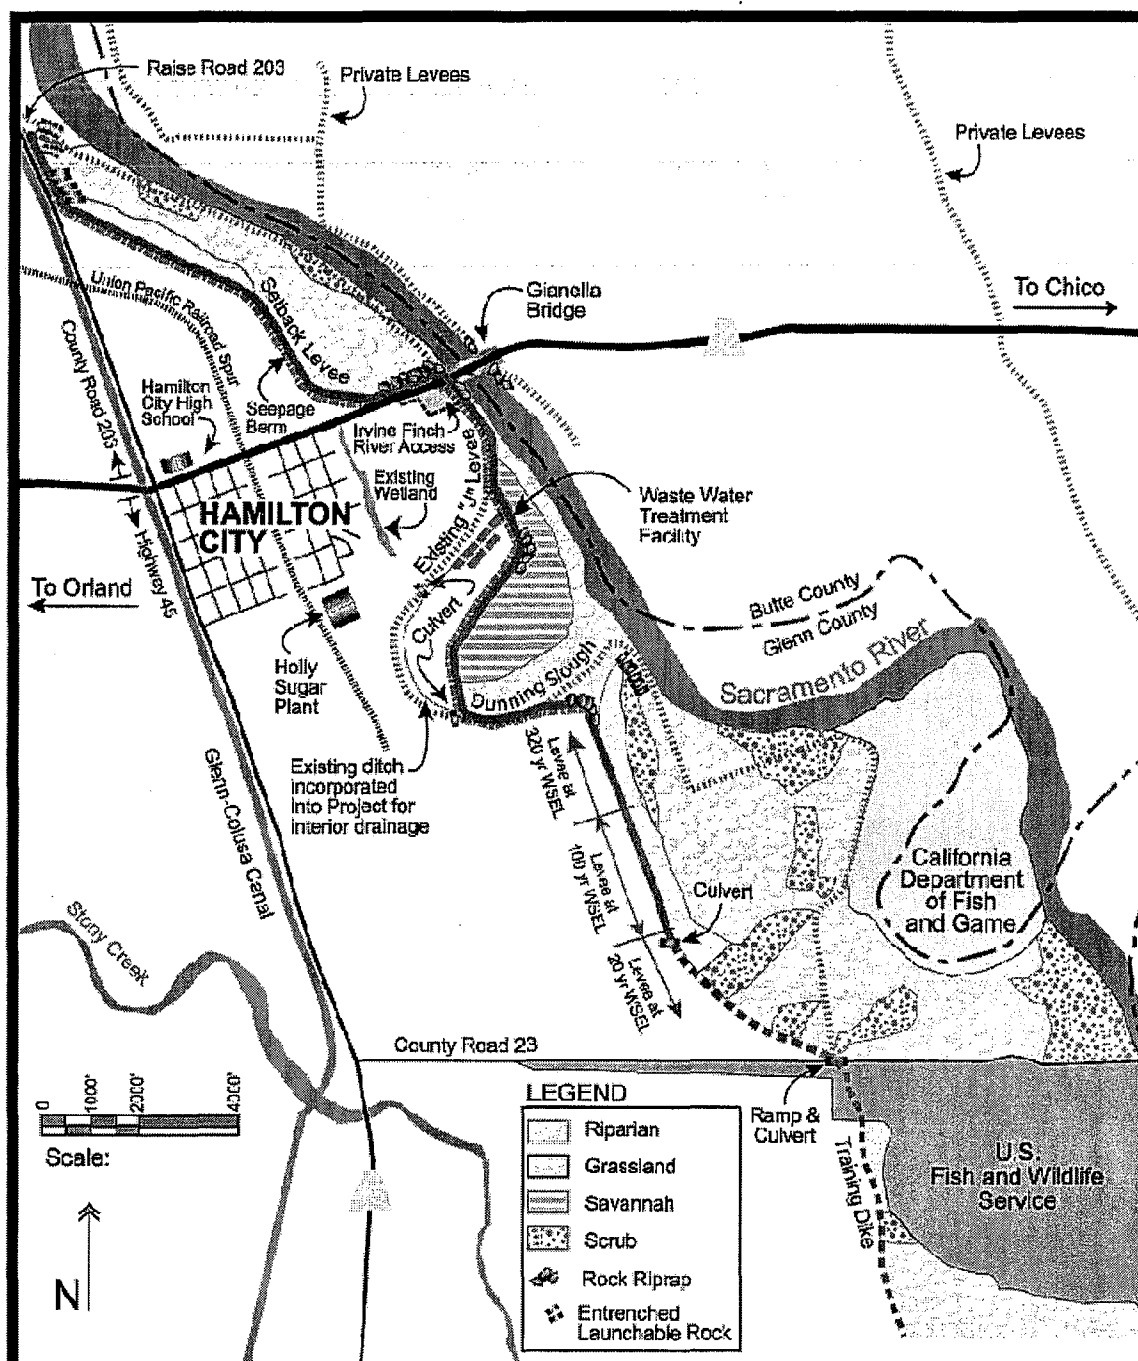 Raise Road 203
Private Levees
Private Levees
To Chico
Gianella
Bridge
Union Pacific Railroad Spur
Setback Levee
County Road 203
Hamilton
City High
School
Seepage
Berm
Irvine Finch
River Access
Existing
Wetland
Existing "J" Levee
Waste Water
Treatment
Facility
HAMILTON
CITY
Highway 45
To Orland
Culvert
Butte County
Glenn County
Sacramento River
Holly
Sugar
Plant
Dunning Slough
Existing ditch
incorporated
into Project for
interior drainage
Levee at
320 yr WSEL
Levee at
100 yr WSEL
Levee at
20 yr WSEL
Culvert
California
Department
of Fish
and Game
Glenn-Colusa Canal
Stony Creek
County Road 23
0 1000' 2000' 4000'
Scale:
N
LEGEND
Riparian
Grassland
Savannah
Scrub
Rock Riprap
Entrenched
Launchable Rock
Ramp &
Culvert
Training Dike
U.S.
Fish and Wildlife
Service